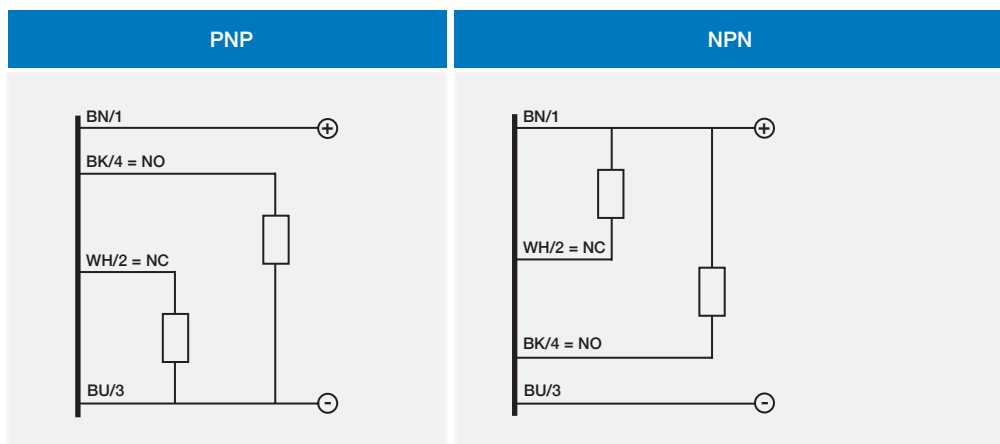 PNP
BN/1
+
BK/4 = NO
WH/2 = NC
BU/3
-
NPN
BN/1
+
WH/2 = NC
BK/4 = NO
BU/3
-